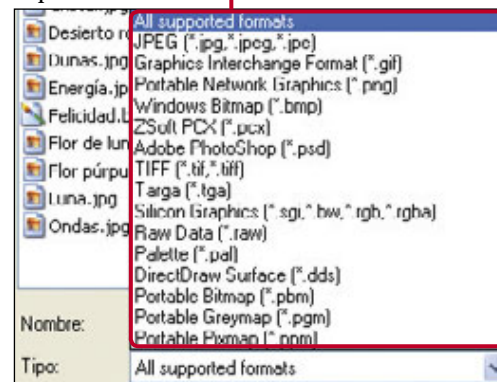 All supported formats
JPEG (*.jpg,*.jpeg,*.jpe)
Desierto
Graphics Interchange Format (*.gif)
Dunas.jpg
Portable Network Graphics (*.png)
Energía.jp
Windows Bitmap (*.bmp)
Felicidad.b
ZSoft PCX (*.pcx)
Adobe PhotoShop (*.psd)
Flor de lun
TIFF (*.tif,*.tiff)
Flor púrpu
Targa (*.tga)
Luna.jpg
Silicon Graphics (*.sgi,*.bw,*.rgb,*.rgba)
Ondas.jpg
Raw Data (*.raw)
Palette (*.pal)
DirectDraw Surface (*.dds)
Portable Bitmap (*.pbm)
Nombre:
Portable Greymap (*.pgm)
Portable Pixmap (*.ppm)
Tipo:
All supported formats